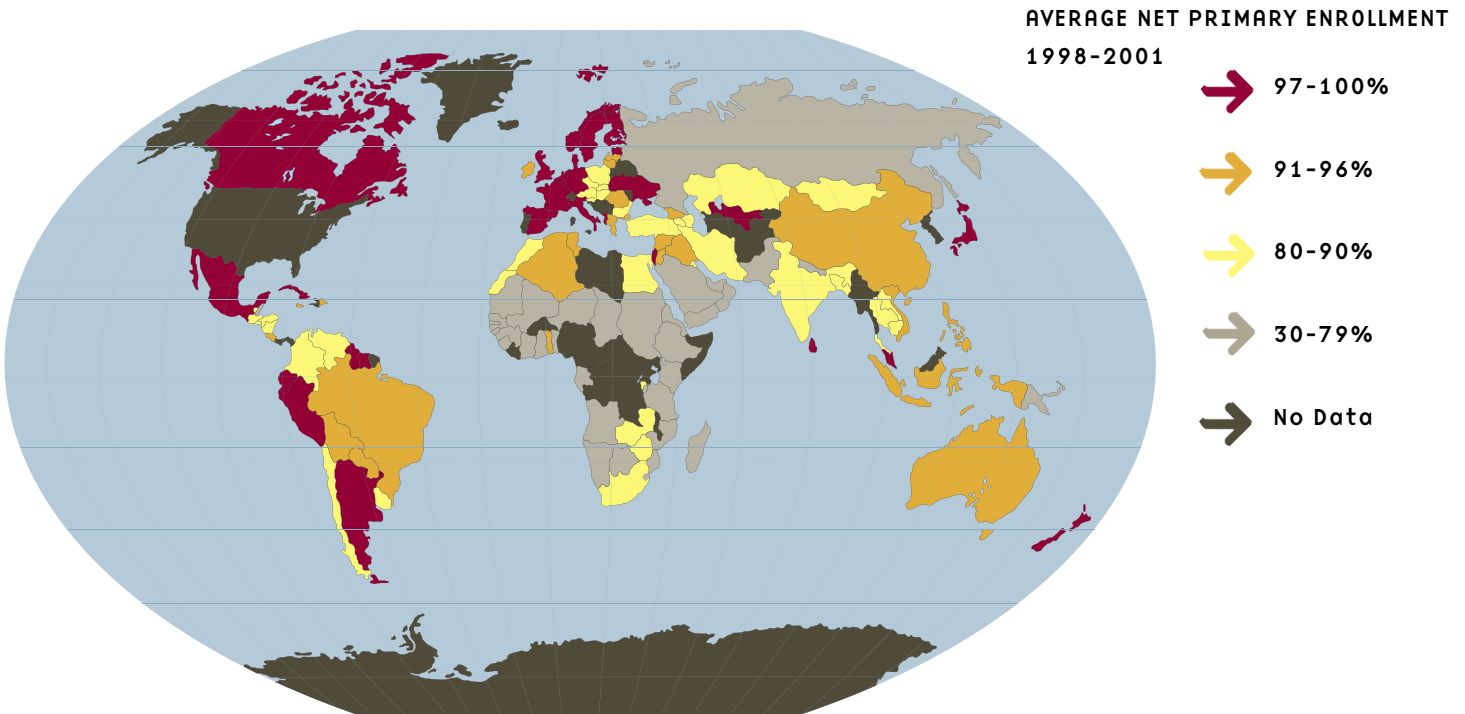 AVERAGE NET PRIMARY ENROLLMENT
1998-2001
97-100%
91-96%
80-90%
30-79%
No Data